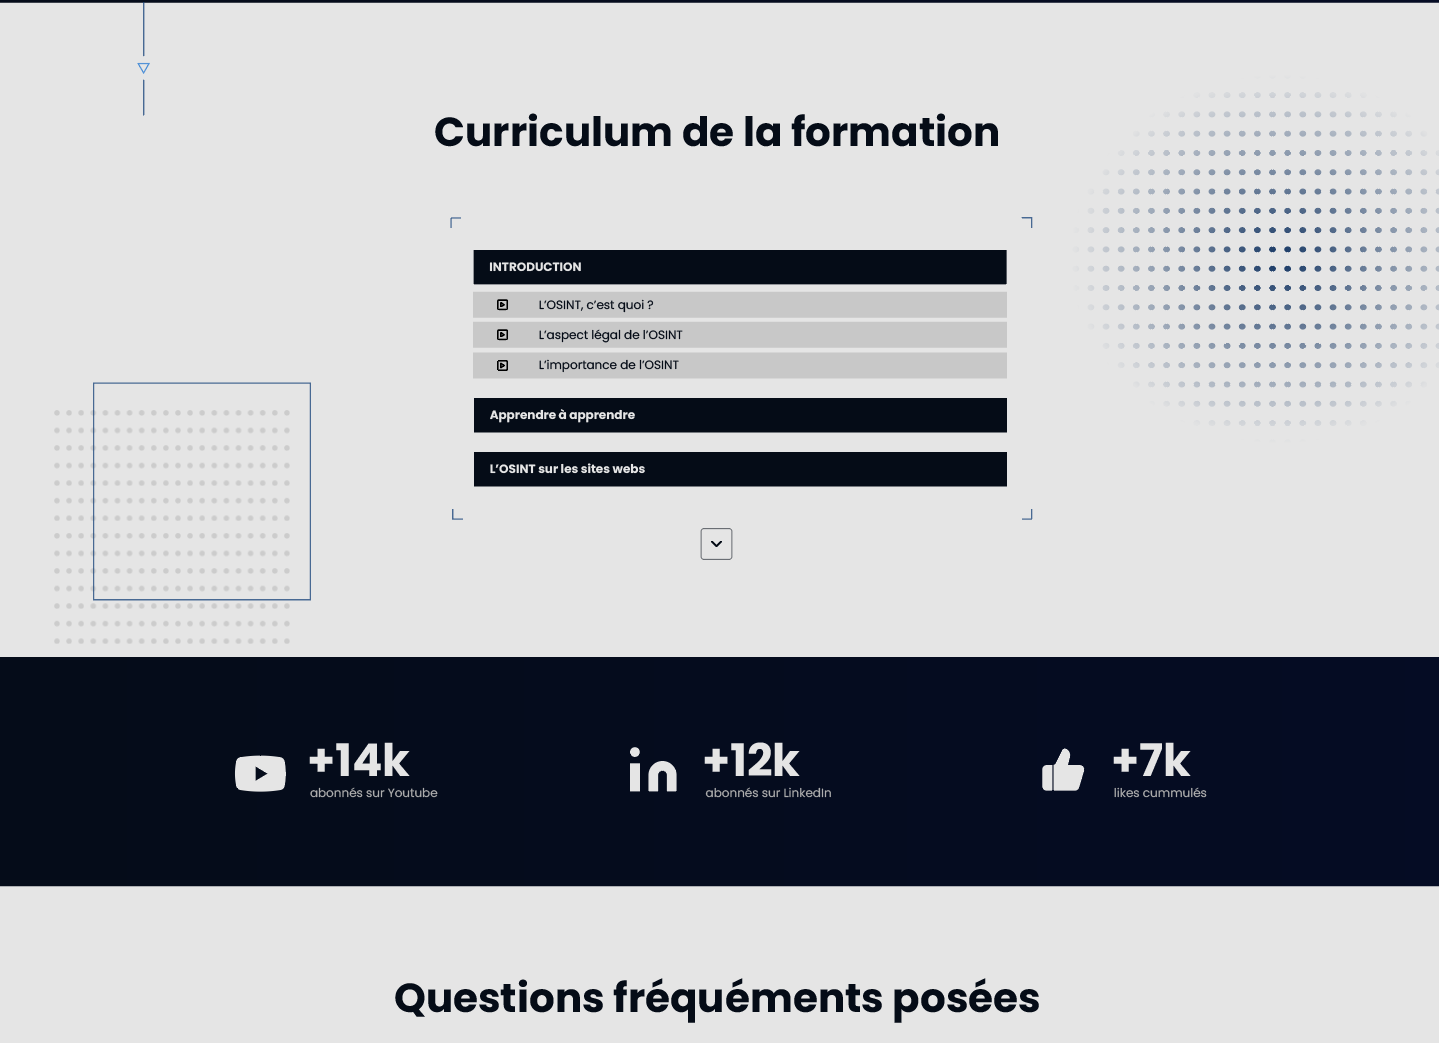 Curriculum de la formation
INTRODUCTION
L'OSINT, c'est quoi ?
L'aspect légal de l'OSINT
L'importance de l'OSINT
Apprendre à apprendre
L'OSINT sur les sites webs
+14k
abonnés sur Youtube
+12k
abonnés sur LinkedIn
+7k
likes cummulés
Questions fréquéments posées